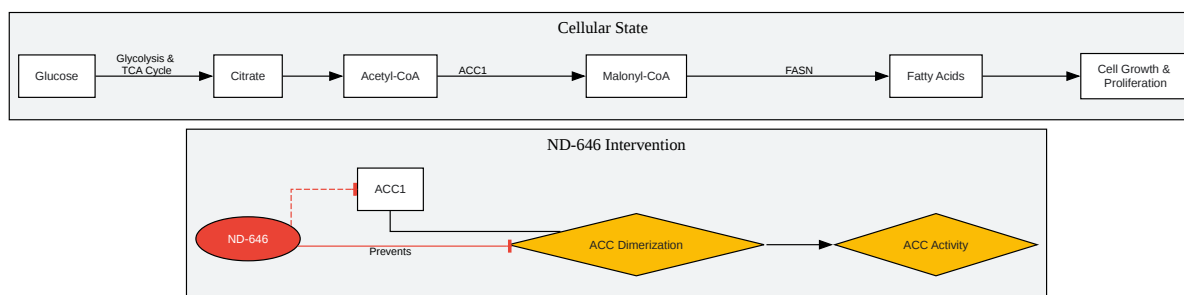 Cellular State
Glucose
Glycolysis &
TCA Cycle
Citrate
Acetyl-CoA
ACC1
Malonyl-CoA
FASN
Fatty Acids
Cell Growth &
Proliferation
ND-646 Intervention
ACC1
ND-646
Prevents
ACC Dimerization
ACC Activity